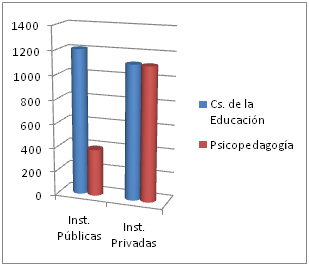 1400
1200
1000
800
600
400
200
0
Inst.
Públicas
Inst.
Privadas
Cs. de la
Educación
Psicopedagogía